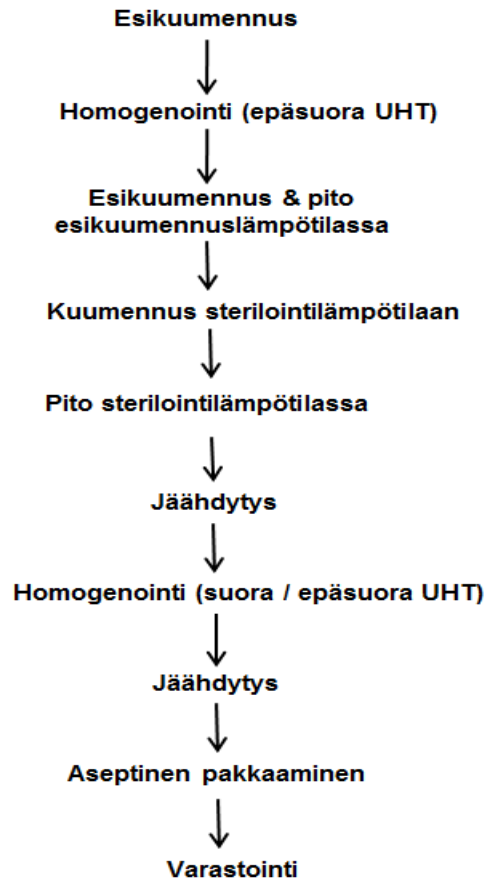 Esikuumennus
Homogenointi (epäsuora UHT)
Esikuumennus & pito
esikuumennuslämpötilassa
Kuumennus sterilointilämpötilaan
Pito sterilointilämpötilassa
Jäähdytys
Homogenointi (suora / epäsuora UHT)
Jäähdytys
Aseptinen pakkaaminen
Varastointi